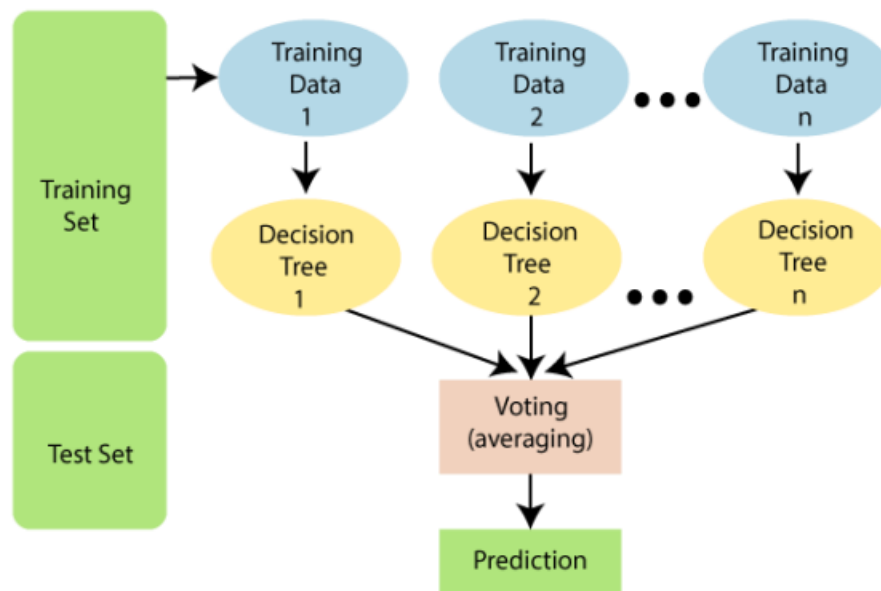 Training
Set
Test Set
Training
Data
1
Training
Data
2
Training
Data
n
Decision
Tree
1
Decision
Tree
2
Decision
Tree
n
Voting
(averaging)
Prediction